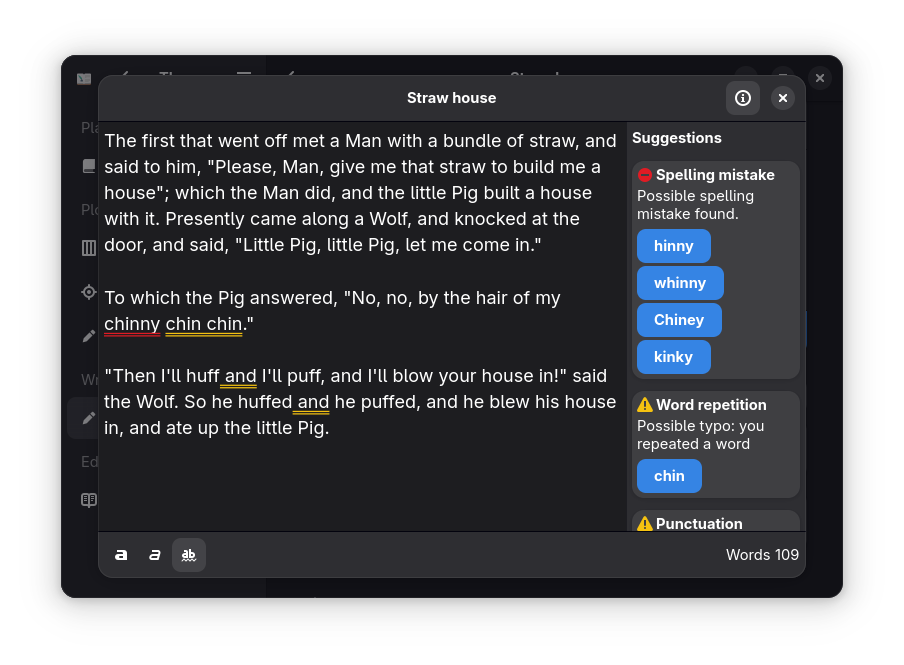 Straw house
The first that went off met a Man with a bundle of straw, and
said to him, "Please, Man, give me that straw to build me a
house"; which the Man did, and the little Pig built a house
with it. Presently came along a Wolf, and knocked at the
door, and said, "Little Pig, little Pig, let me come in."
To which the Pig answered, "No, no, by the hair of my
chinny chin chin."
"Then I'll huff and I'll puff, and I'll blow your house in!" said
the Wolf. So he huffed and he puffed, and he blew his house
in, and ate up the little Pig.
Suggestions
Spelling mistake
Possible spelling
mistake found.
hinny
whinny
Chiney
kinky
Word repetition
Possible typo: you
repeated a word
chin
Punctuation
a
a
ab
Words 109